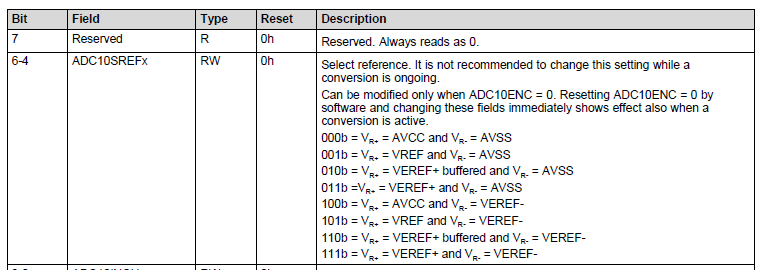 Bit Field Type Reset Description
7 Reserved R 0h Reserved. Always reads as 0.
6-4 ADC10SREFx RW 0h Select reference. It is not recommended to change this setting while a
conversion is ongoing.
Can be modified only when ADC10ENC = 0. Resetting ADC10ENC = 0 by
software and changing these fields immediately shows effect also when a
conversion is active.
000b = VR+ = AVCC and VR- = AVSS
001b = VR+ = VREF and VR- = AVSS
010b = VR+ = VEREF+ buffered and VR- = AVSS
011b =VR+ = VEREF+ and VR- = AVSS
100b = VR+ = AVCC and VR- = VEREF-
101b = VR+ = VREF and VR- = VEREF-
110b = VR+ = VEREF+ buffered and VR- = VEREF-
111b = VR+ = VEREF+ and VR- = VEREF-